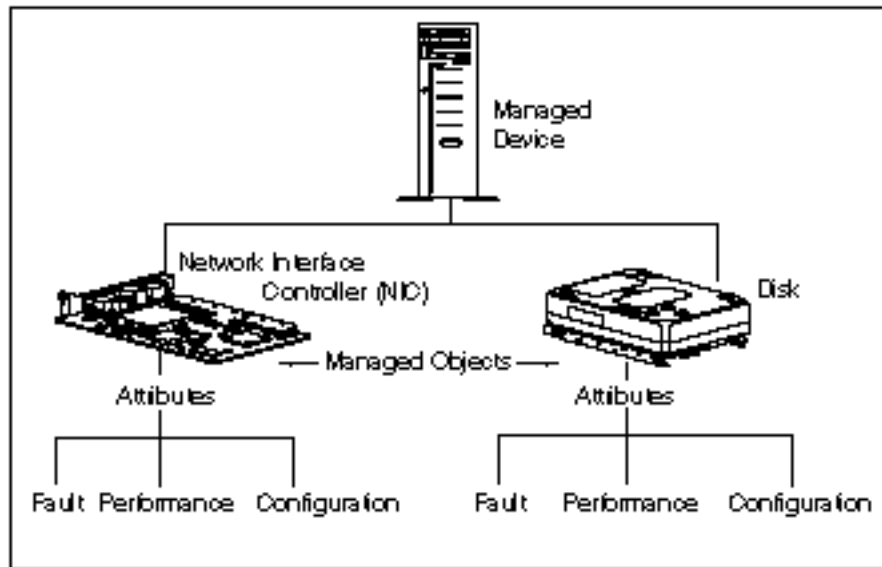 Managed
Device
Network Interface
Controller (NIC)
Disk
Managed Objects
Attributes
Attributes
Fault Performance Configuration
Fault Performance Configuration